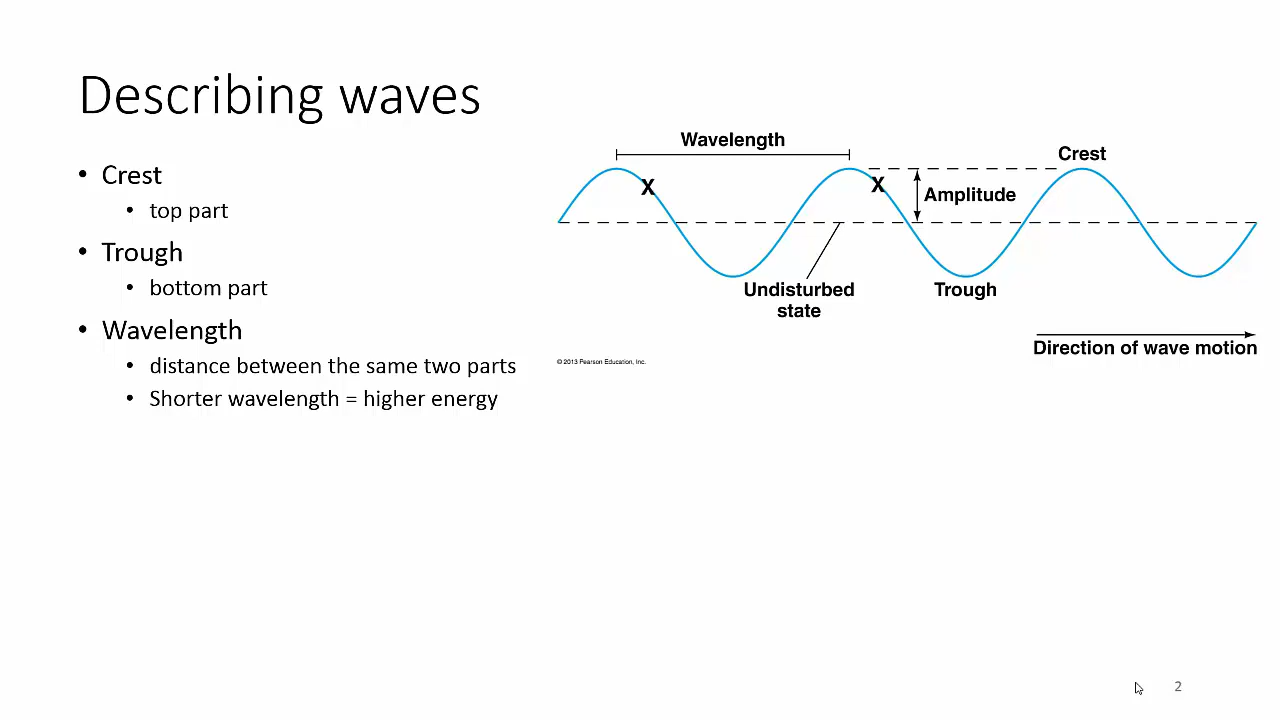 Describing waves
• Crest
• top part
• Trough
• bottom part
• Wavelength
• distance between the same two parts
• Shorter wavelength = higher energy
Wavelength
Crest
X
X
Amplitude
Undisturbed
state
Trough
Direction of wave motion
© 2013 Pearson Education, Inc.
2